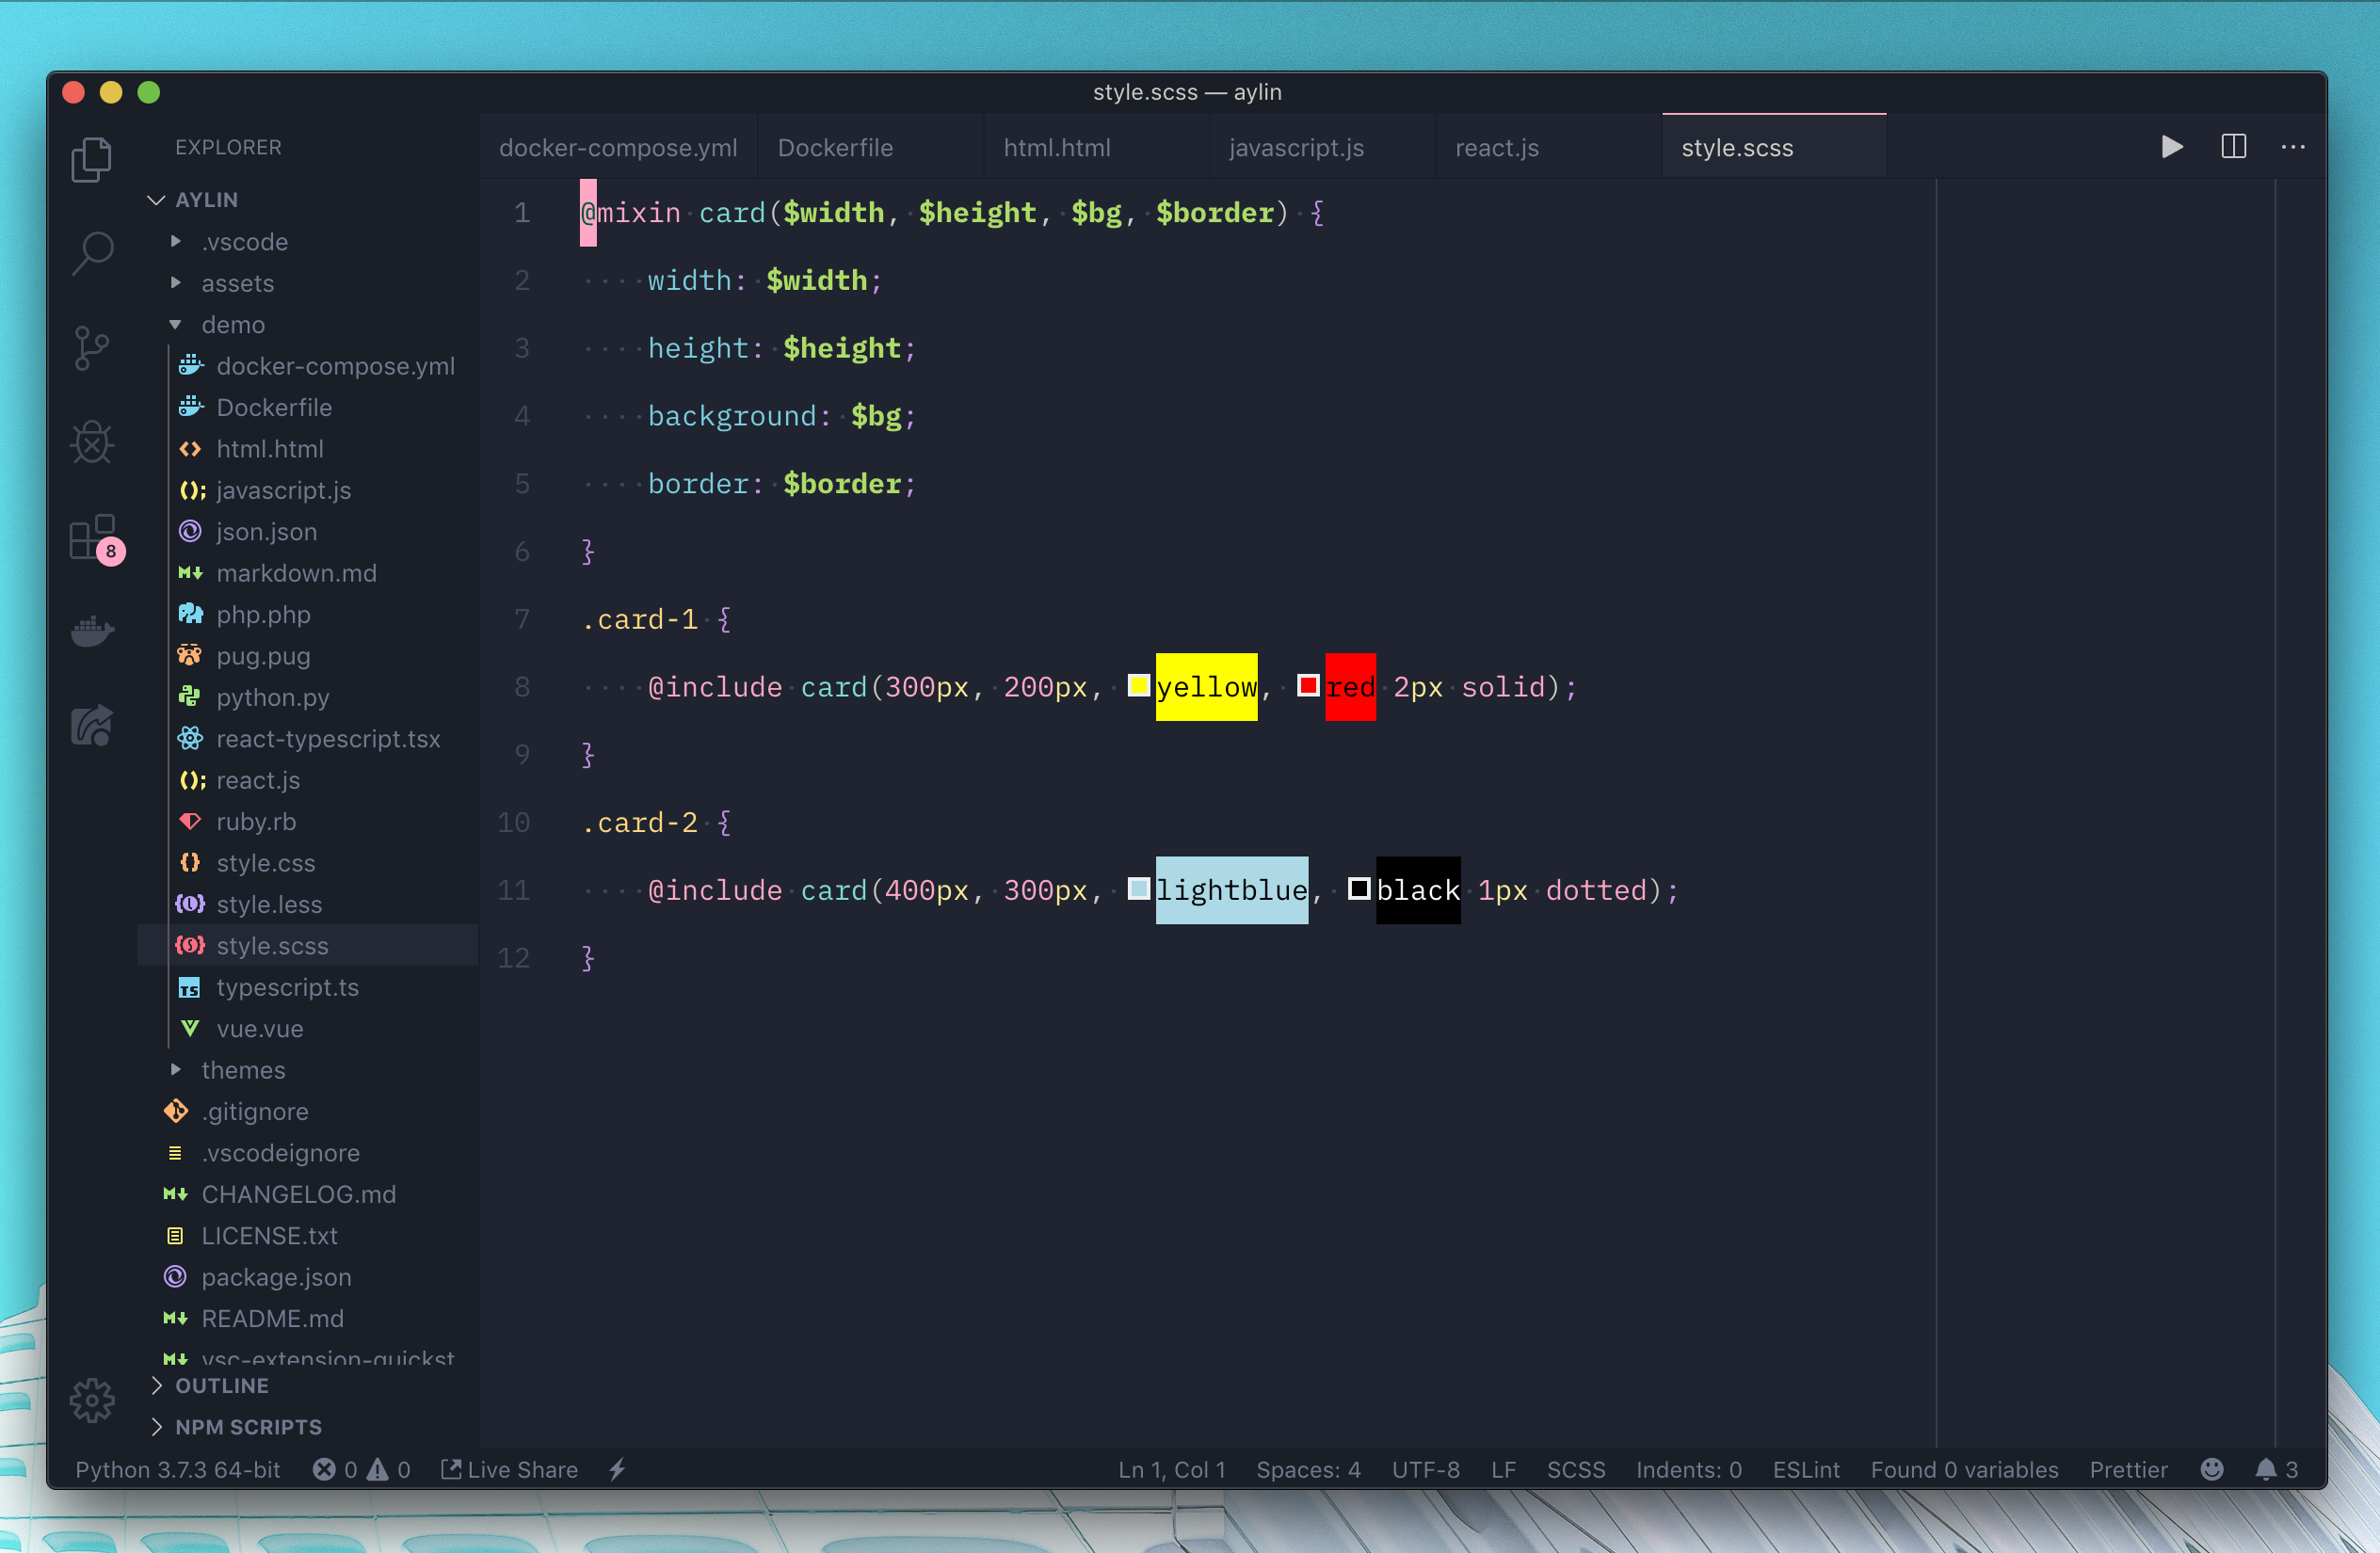 style.scss — aylin
EXPLORER
docker-compose.yml
Dockerfile
html.html
javascript.js
react.js
style.scss
AYLIN
.vscode
assets
demo
docker-compose.yml
Dockerfile
html.html
javascript.js
json.json
markdown.md
php.php
pug.pug
python.py
react-typescript.tsx
react.js
ruby.rb
style.css
style.less
style.scss
typescript.ts
vue.vue
themes
.gitignore
.vscodeignore
CHANGELOG.md
LICENSE.txt
package.json
README.md
vsc-extension-quickst
OUTLINE
NPM SCRIPTS
8
1 @mixin card($width, $height, $bg, $border) {
2 width: $width;
3 height: $height;
4 background: $bg;
5 border: $border;
6 }
7 .card-1 {
8 @include card(300px, 200px, yellow, red 2px solid);
9 }
10 .card-2 {
11 @include card(400px, 300px, lightblue, black 1px dotted);
12 }
Python 3.7.3 64-bit 0 0 Live Share Ln 1, Col 1 Spaces: 4 UTF-8 LF SCSS Indents: 0 ESLint Found 0 variables Prettier 3